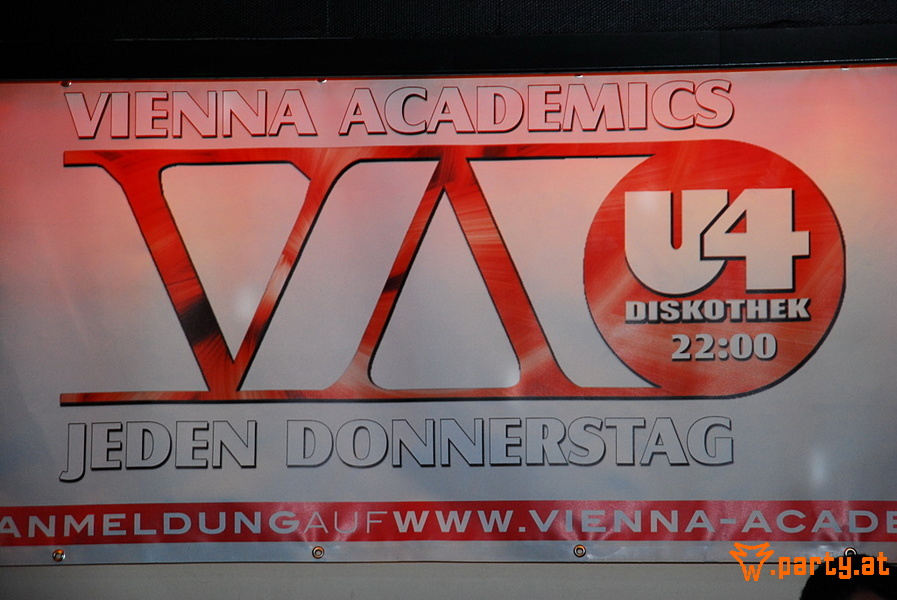 VIENNA ACADEMICS
VA
U4
DISKOTHEK
22:00
JEDEN DONNERSTAG
ANMELDUNGAUFWWW.VIENNA-ACADE
party.at